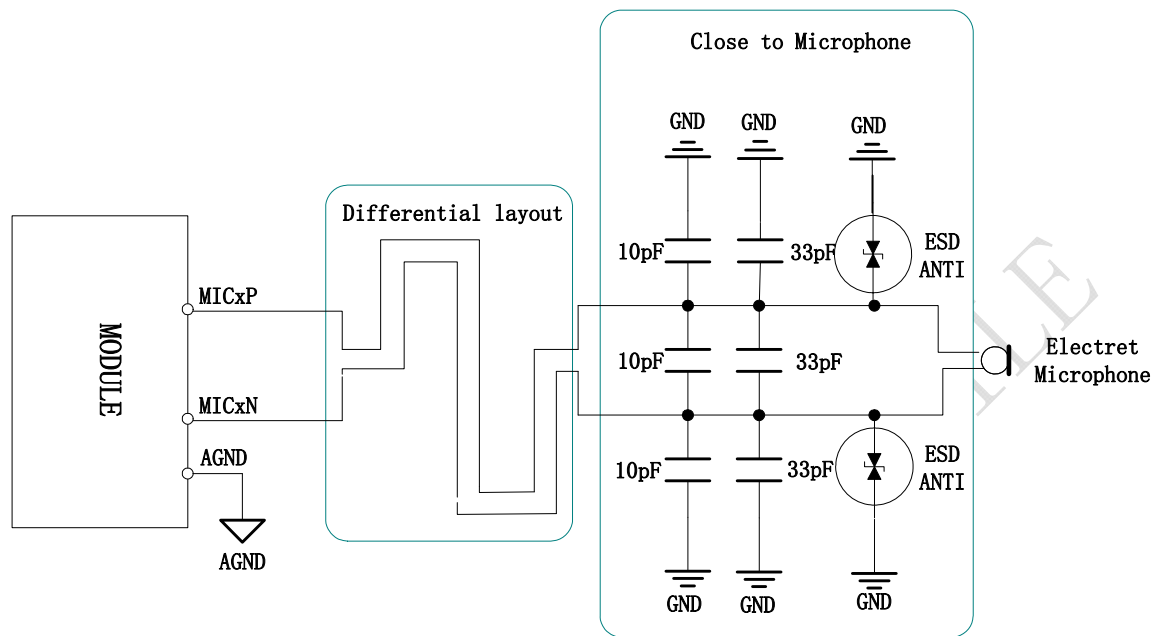 Close to Microphone
GND
GND
GND
Differential layout
10pF
33pF
ESD
ANTI
MICxP
MODULE
10pF
33pF
Electret
Microphone
MICxN
AGND
10pF
33pF
ESD
ANTI
AGND
GND
GND
GND